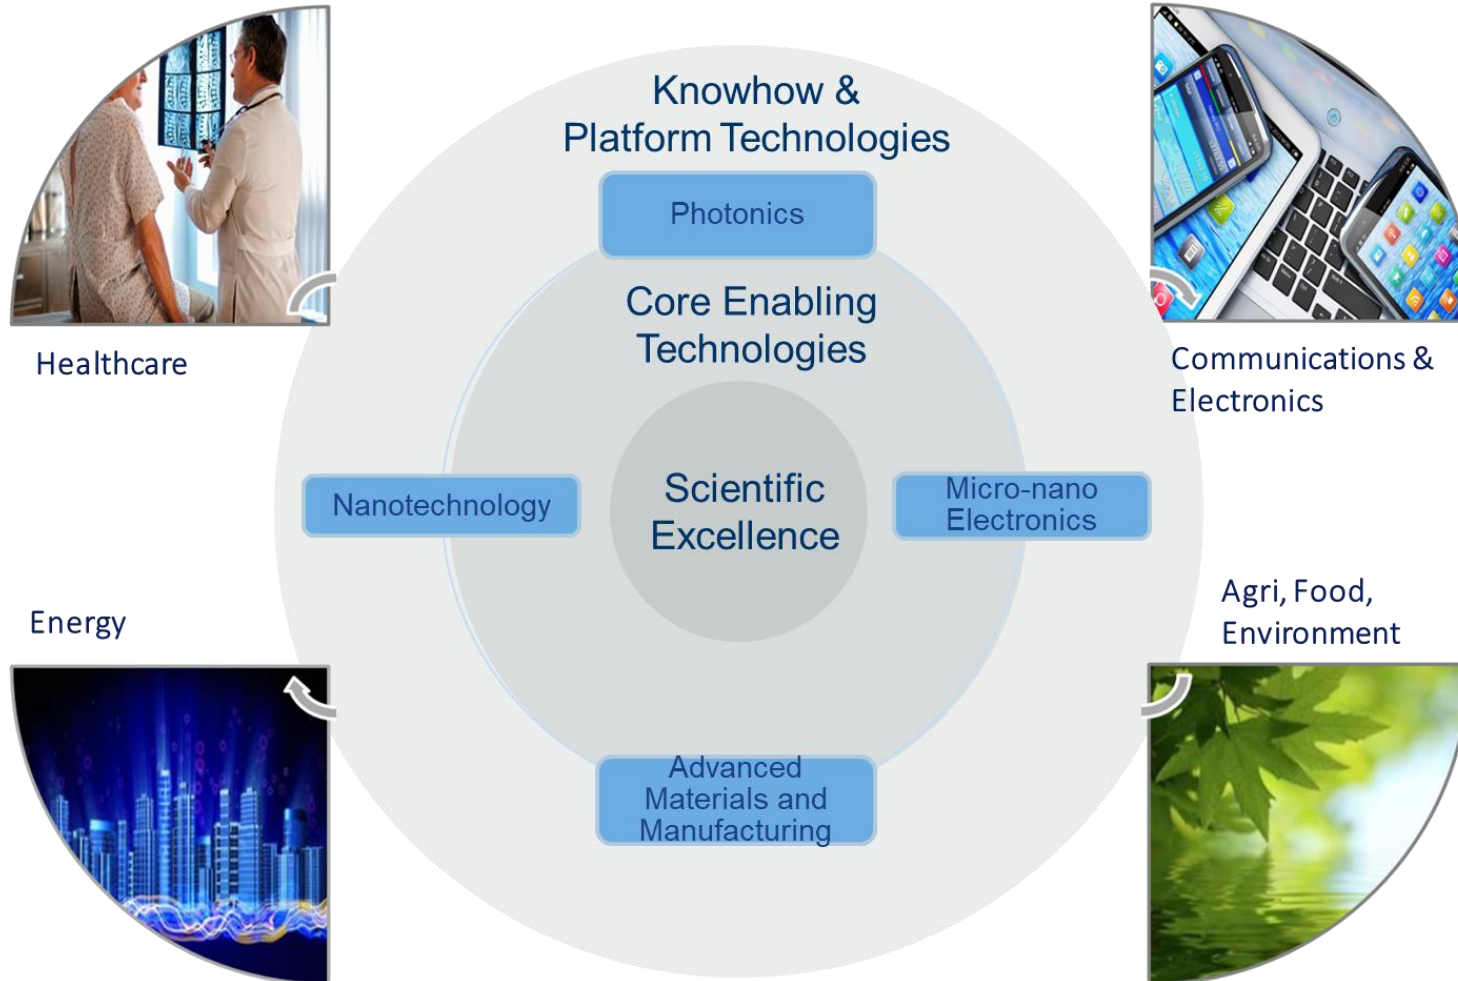 Knowhow &
Platform Technologies
Photonics
Core Enabling
Technologies
Healthcare
Communications &
Electronics
Nanotechnology
Scientific
Excellence
Micro-nano
Electronics
Energy
Agri, Food,
Environment
Advanced
Materials and
Manufacturing